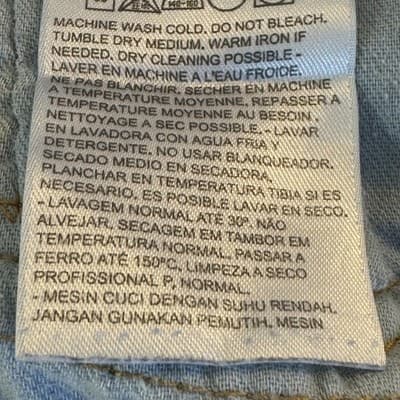 140-160
MACHINE WASH COLD. DO NOT BLEACH.
TUMBLE DRY MEDIUM. WARM IRON IF
NEEDED. DRY CLEANING POSSIBLE -
LAVER EN MACHINE A L'EAU FROIDE.
NE PAS BLANCHIR. SECHER EN MACHINE
A TEMPERATURE MOYENNE. REPASSER A
TEMPERATURE MOYENNE AU BESOIN.
NETTOYAGE A SEC POSSIBLE. - LAVAR
EN LAVADORA CON AGUA FRIA Y
DETERGENTE. NO USAR BLANQUEADOR.
SECADO MEDIO EN SECADORA.
PLANCHAR EN TEMPERATURA TIBIA SI ES
NECESARIO. ES POSIBLE LAVAR EN SECO.
- LAVAGEM NORMAL ATÉ 30º. NÃO
ALVEJAR. SECAGEM EM TAMBOR EM
TEMPERATURA NORMAL. PASSAR A
FERRO ATÉ 150ºC. LIMPEZA A SECO
PROFISSIONAL P, NORMAL.
- MESIN CUCI DENGAN SUHU RENDAH.
JANGAN GUNAKAN PEMUTIH. MESIN